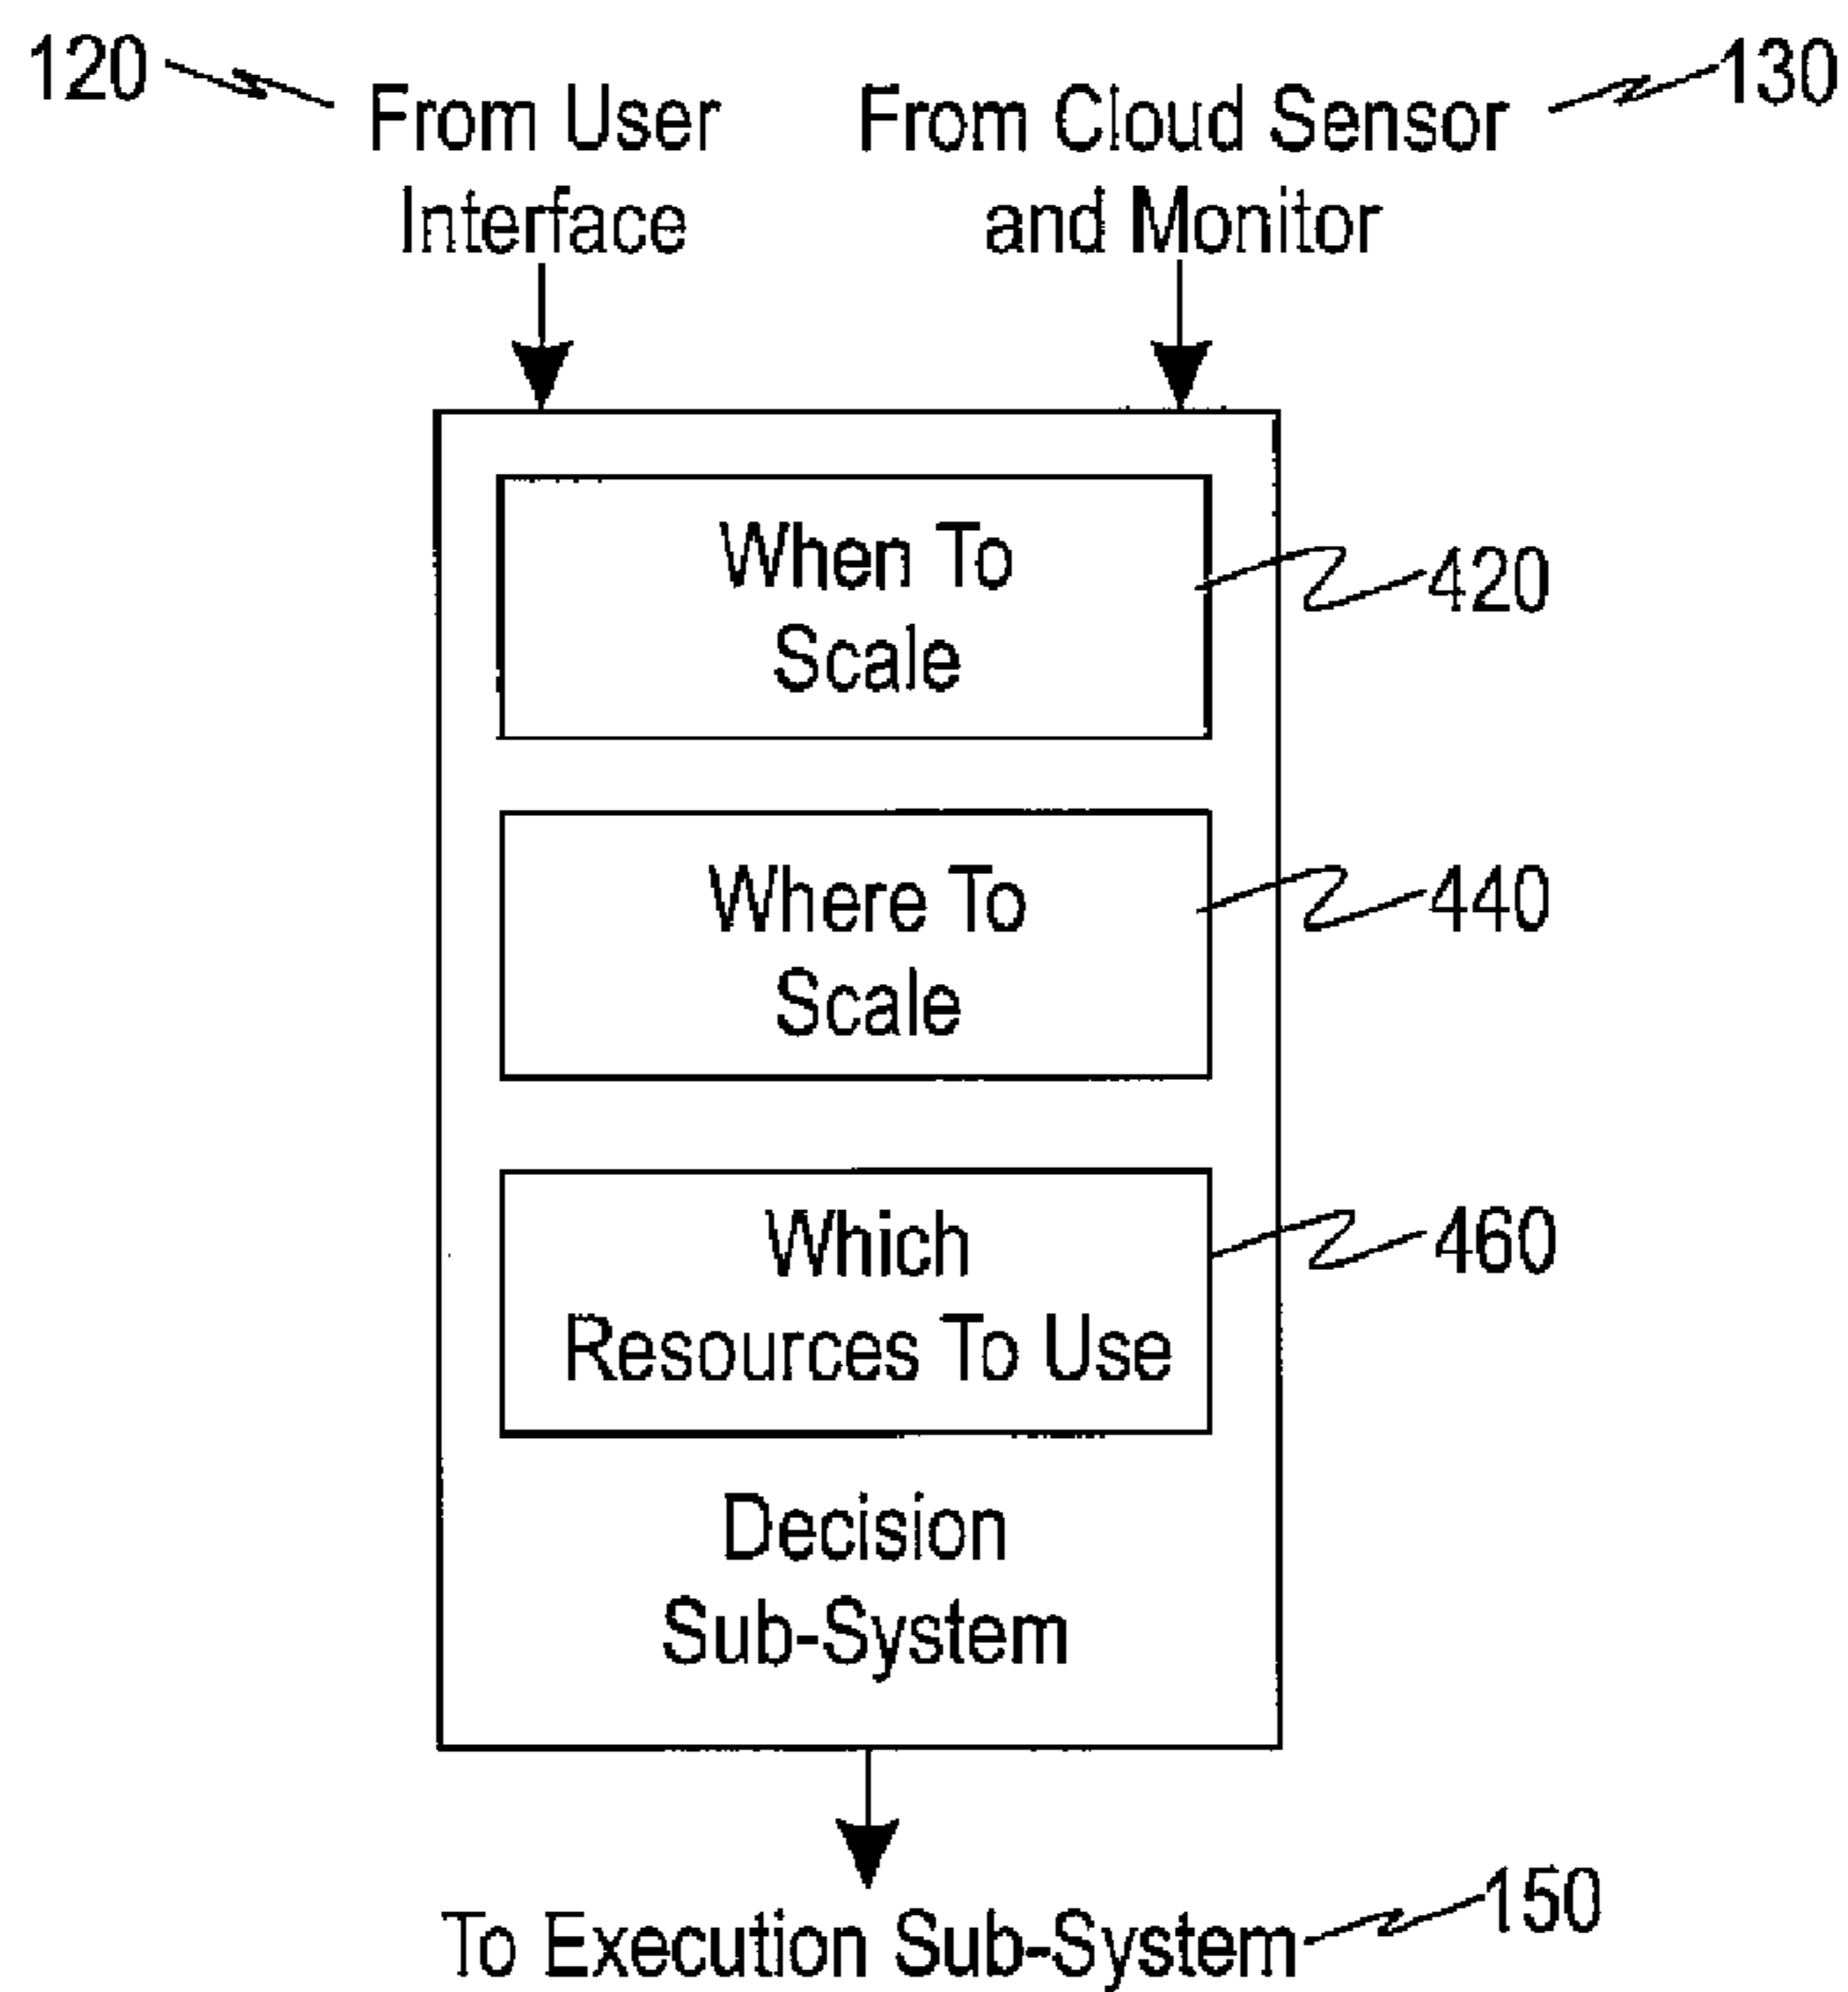 120
From User
Interface
From Cloud Sensor
and Monitor
130
When To
Scale
420
Where To
Scale
440
Which
Resources To Use
460
Decision
Sub-System
To Execution Sub-System
150